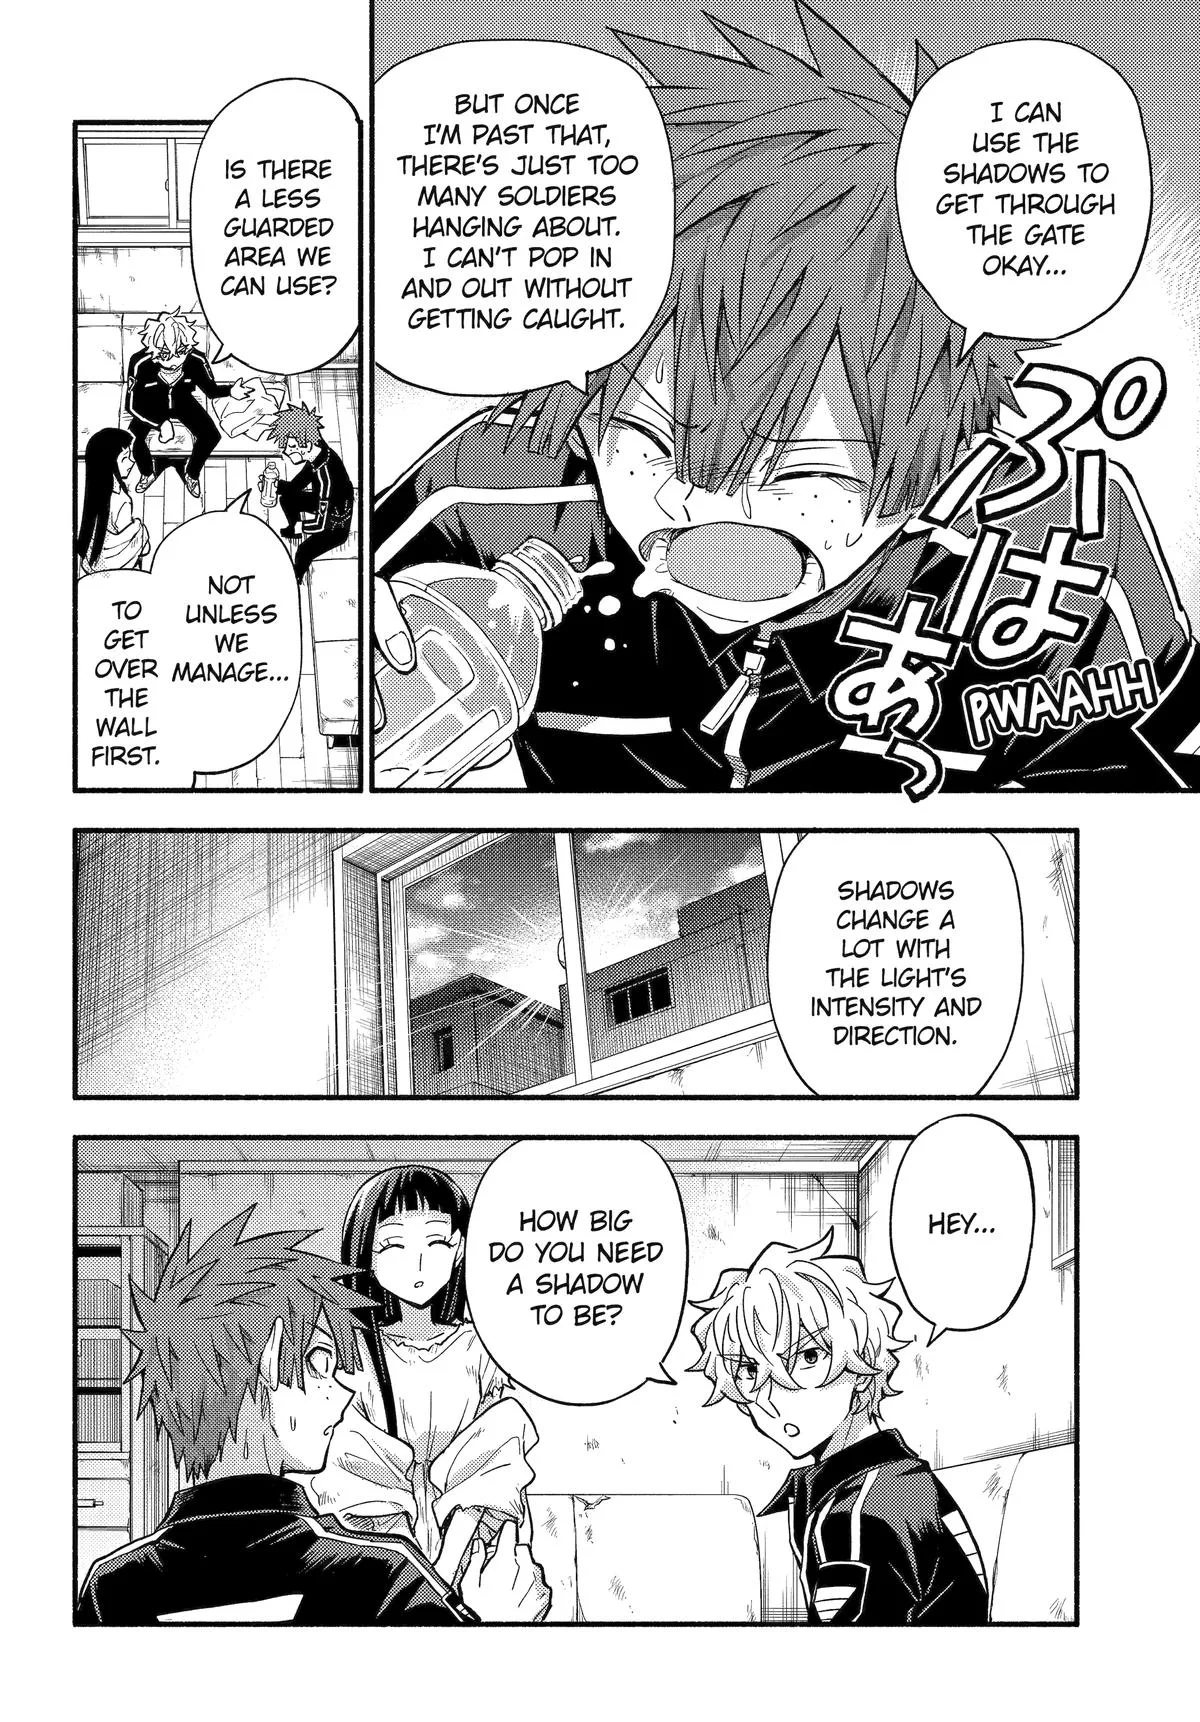 I CAN
USE THE
SHADOWS TO
GET THROUGH
THE GATE
OKAY...
BUT ONCE
I'M PAST THAT,
THERE'S JUST TOO
MANY SOLDIERS
HANGING ABOUT.
I CAN'T POP IN
AND OUT WITHOUT
GETTING CAUGHT.
ぷはあっ
PWAAHH
IS THERE
A LESS
GUARDED
AREA WE
CAN USE?
NOT
UNLESS
WE
MANAGE...
TO
GET
OVER
THE
WALL
FIRST.
SHADOWS
CHANGE A
LOT WITH
THE LIGHT'S
INTENSITY AND
DIRECTION.
HEY...
HOW BIG
DO YOU NEED
A SHADOW
TO BE?